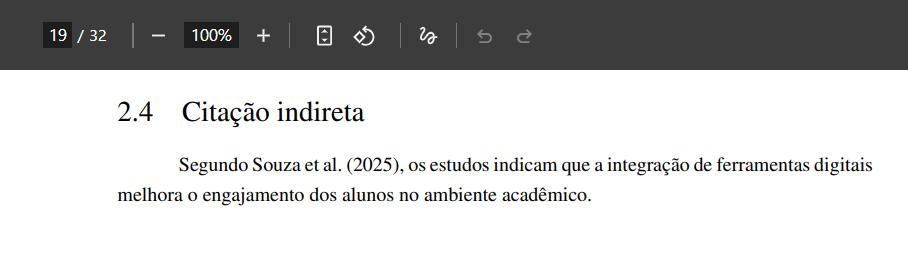 19 / 32 100%
2.4 Citação indireta
Segundo Souza et al. (2025), os estudos indicam que a integração de ferramentas digitais
melhora o engajamento dos alunos no ambiente acadêmico.